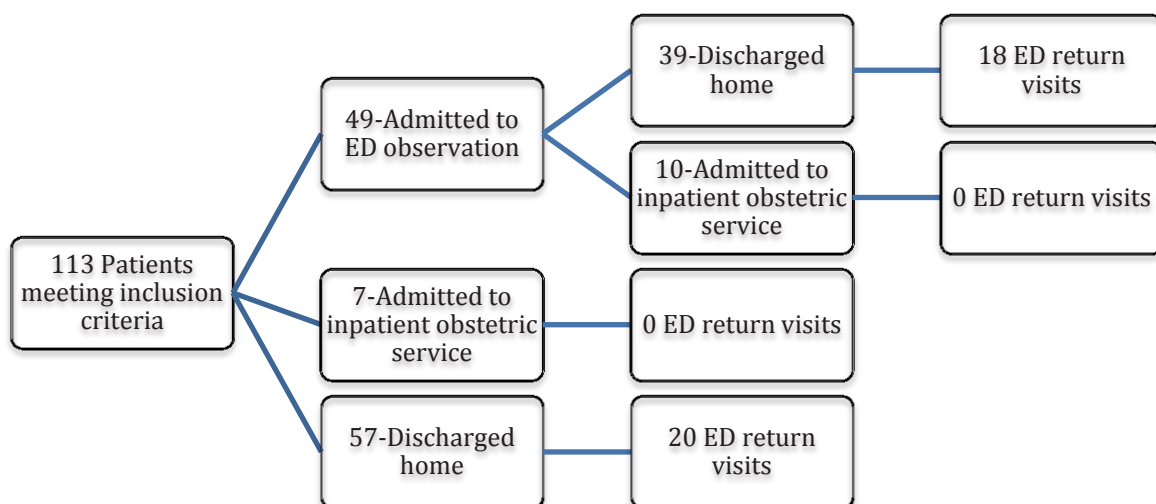 113 Patients
meeting inclusion
criteria
49-Admitted to
ED observation
39-Discharged
home
18 ED return
visits
10-Admitted to
inpatient obstetric
service
0 ED return visits
7-Admitted to
inpatient obstetric
service
0 ED return visits
57-Discharged
home
20 ED return
visits